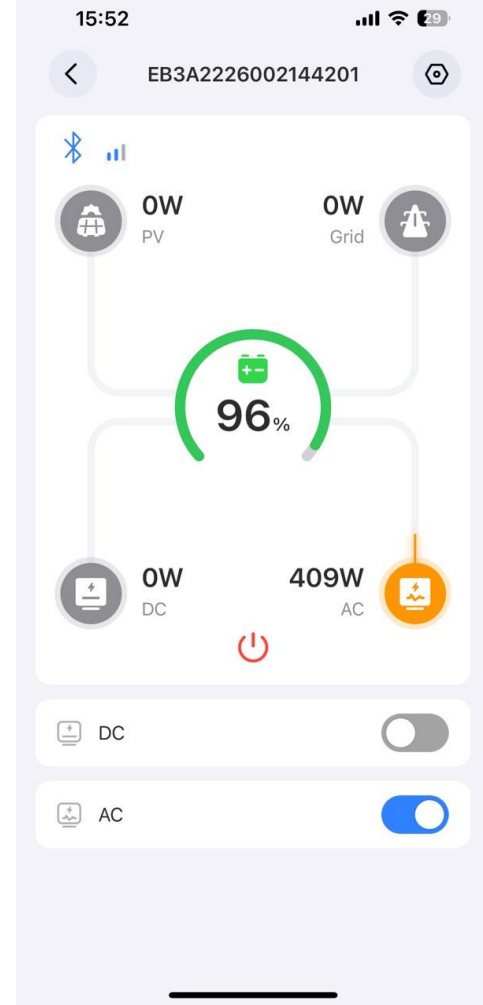 15:52 29
EB3A2226002144201
0W 0W
PV Grid
96%
0W 409W
DC AC
DC
AC